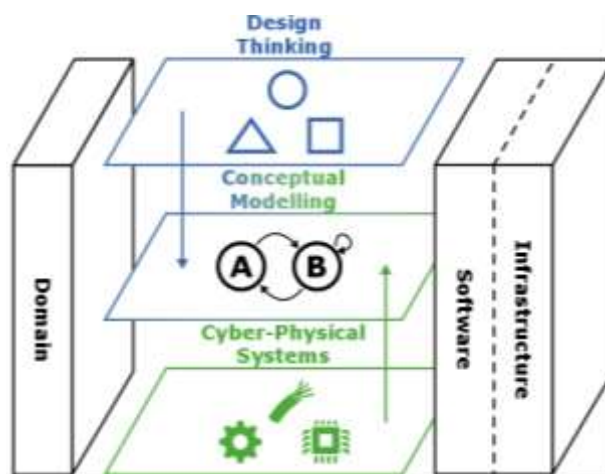 Design
Thinking
Conceptual
Modelling
A
B
Cyber-Physical
Systems
Domain
Software
Infrastructure